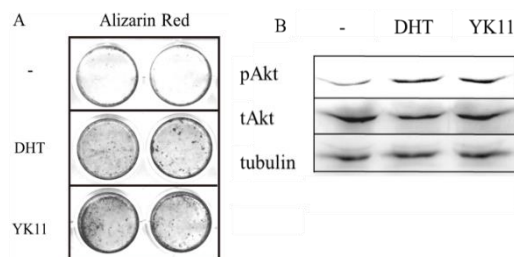 A Alizarin Red
-
DHT
YK11
B - DHT YK11
pAkt
tAkt
tubulin